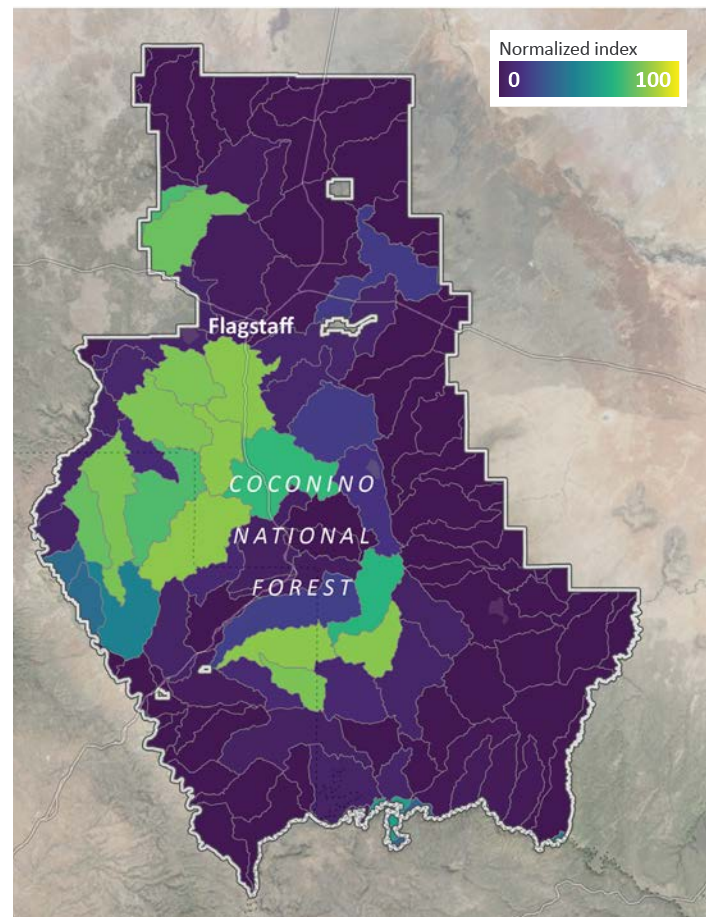 Normalized index
0 100
Flagstaff
COCONINO
NATIONAL
FOREST